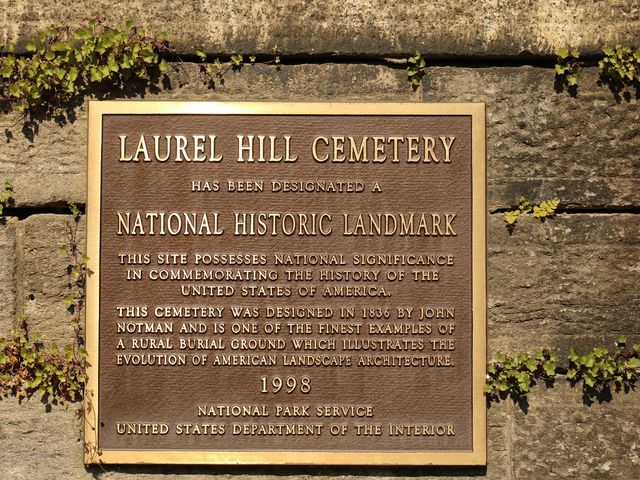 LAUREL HILL CEMETERY
HAS BEEN DESIGNATED A
NATIONAL HISTORIC LANDMARK
THIS SITE POSSESSES NATIONAL SIGNIFICANCE
IN COMMEMORATING THE HISTORY OF THE
UNITED STATES OF AMERICA.
THIS CEMETERY WAS DESIGNED IN 1836 BY JOHN
NOTMAN AND IS ONE OF THE FINEST EXAMPLES OF
A RURAL BURIAL GROUND WHICH ILLUSTRATES THE
EVOLUTION OF AMERICAN LANDSCAPE ARCHITECTURE.
1998
NATIONAL PARK SERVICE
UNITED STATES DEPARTMENT OF THE INTERIOR